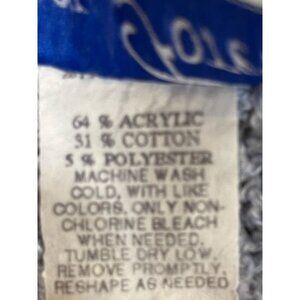 64 % ACRYLIC
31 % COTTON
5 % POLYESTER
MACHINE WASH
COLD, WITH LIKE
COLORS. ONLY NON-
CHLORINE BLEACH
WHEN NEEDED.
TUMBLE DRY LOW.
REMOVE PROMPTLY.
RESHAPE AS NEEDED